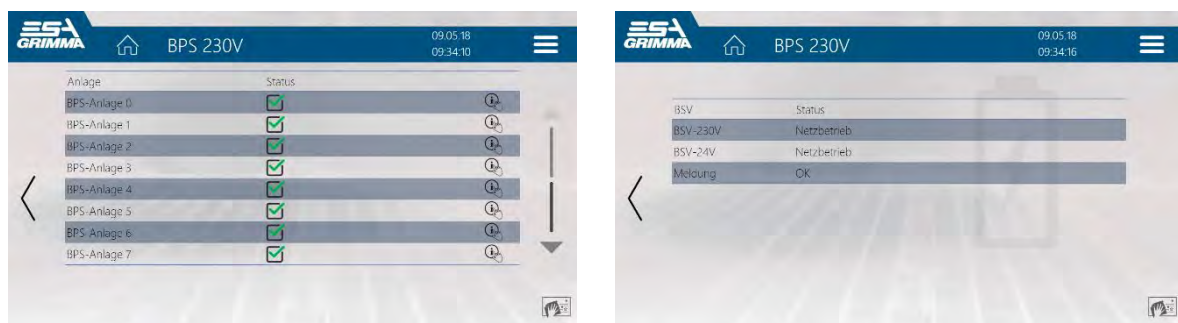 ESA
GRIMMA
BPS 230V
09.05.18
09:34:10
Anlage Status
BPS-Anlage 0
BPS-Anlage 1
BPS-Anlage 2
BPS-Anlage 3
BPS-Anlage 4
BPS-Anlage 5
BPS-Anlage 6
BPS-Anlage 7
ESA
GRIMMA
BPS 230V
09.05.18
09:34:16
BSV Status
BSV-230V Netzbetrieb
BSV-24V Netzbetrieb
Meldung OK